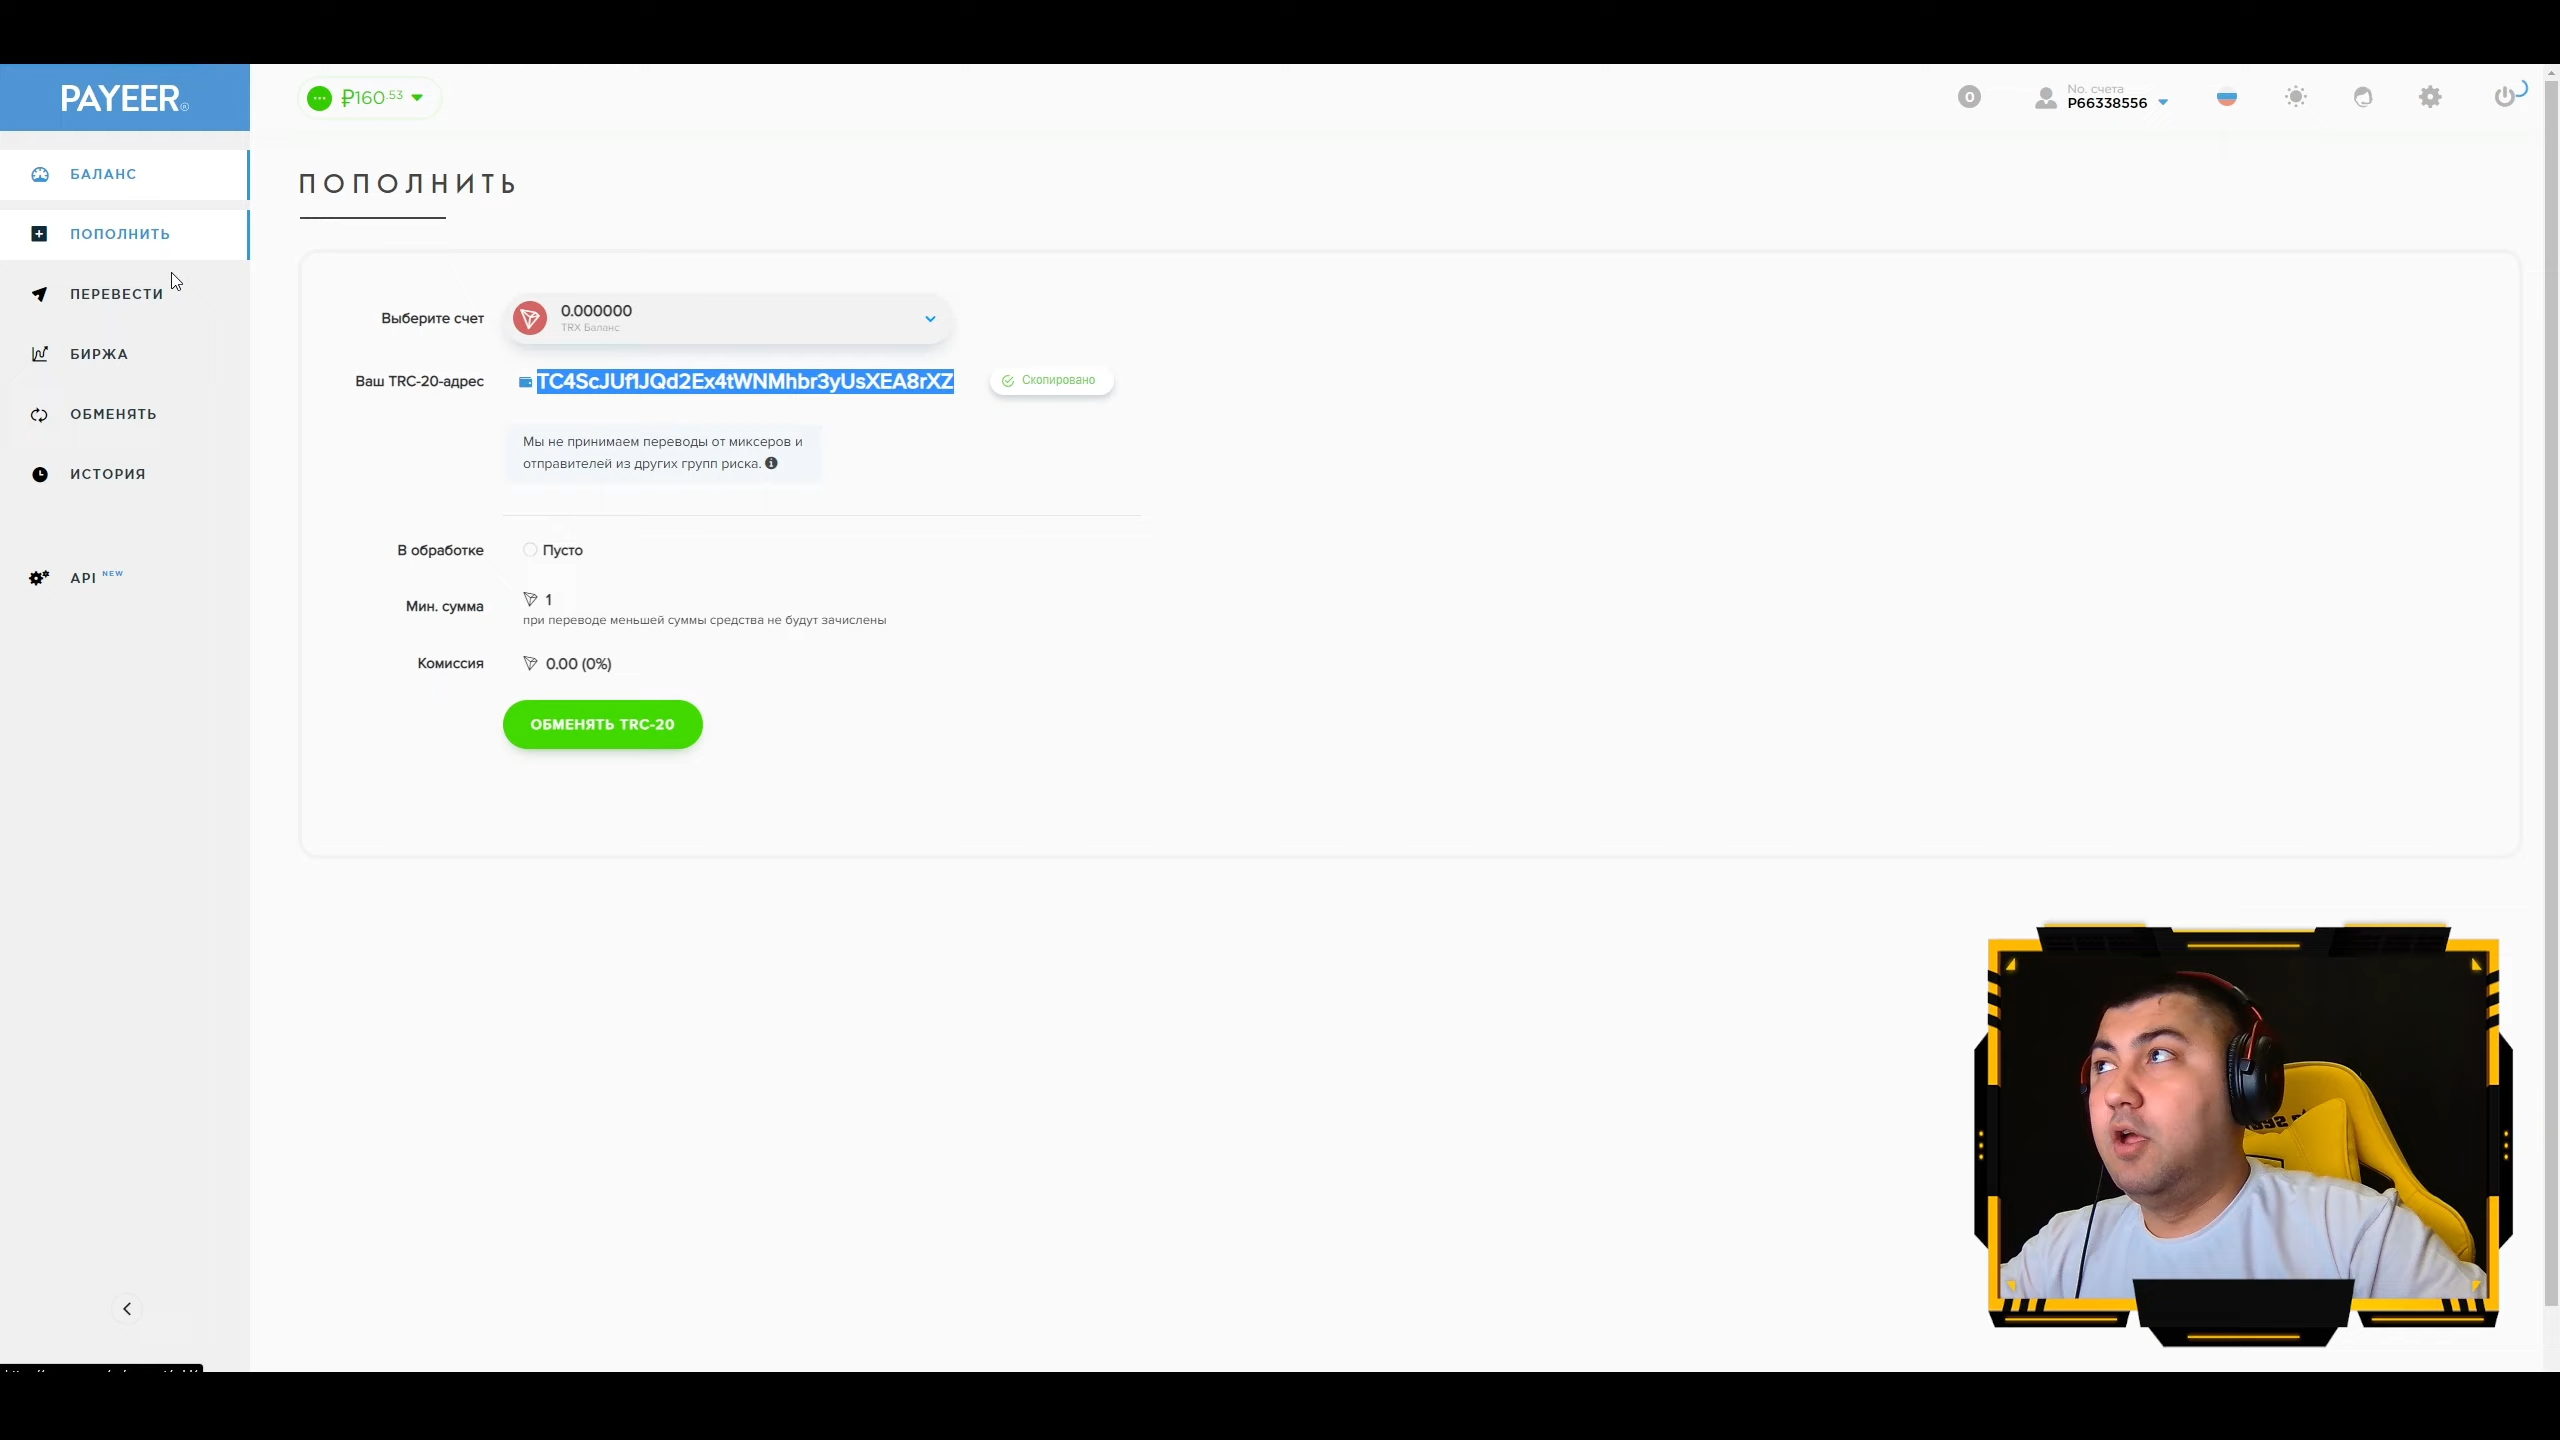 PAYEER®
₽160.53
0
No. счета
P66338556
БАЛАНС
ПОПОЛНИТЬ
ПЕРЕВЕСТИ
БИРЖА
ОБМЕНЯТЬ
ИСТОРИЯ
API NEW
ПОПОЛНИТЬ
Выберите счет
0.000000
TRX Баланс
Ваш TRC-20-адрес
TC4ScJUf1JQd2Ex4tWNMhbr3yUsXEA8rXZ
Скопировано
Мы не принимаем переводы от миксеров и
отправителей из других групп риска.
В обработке
Пусто
Мин. сумма
1
при переводе меньшей суммы средства не будут зачислены
Комиссия
0.00 (0%)
ОБМЕНЯТЬ TRC-20